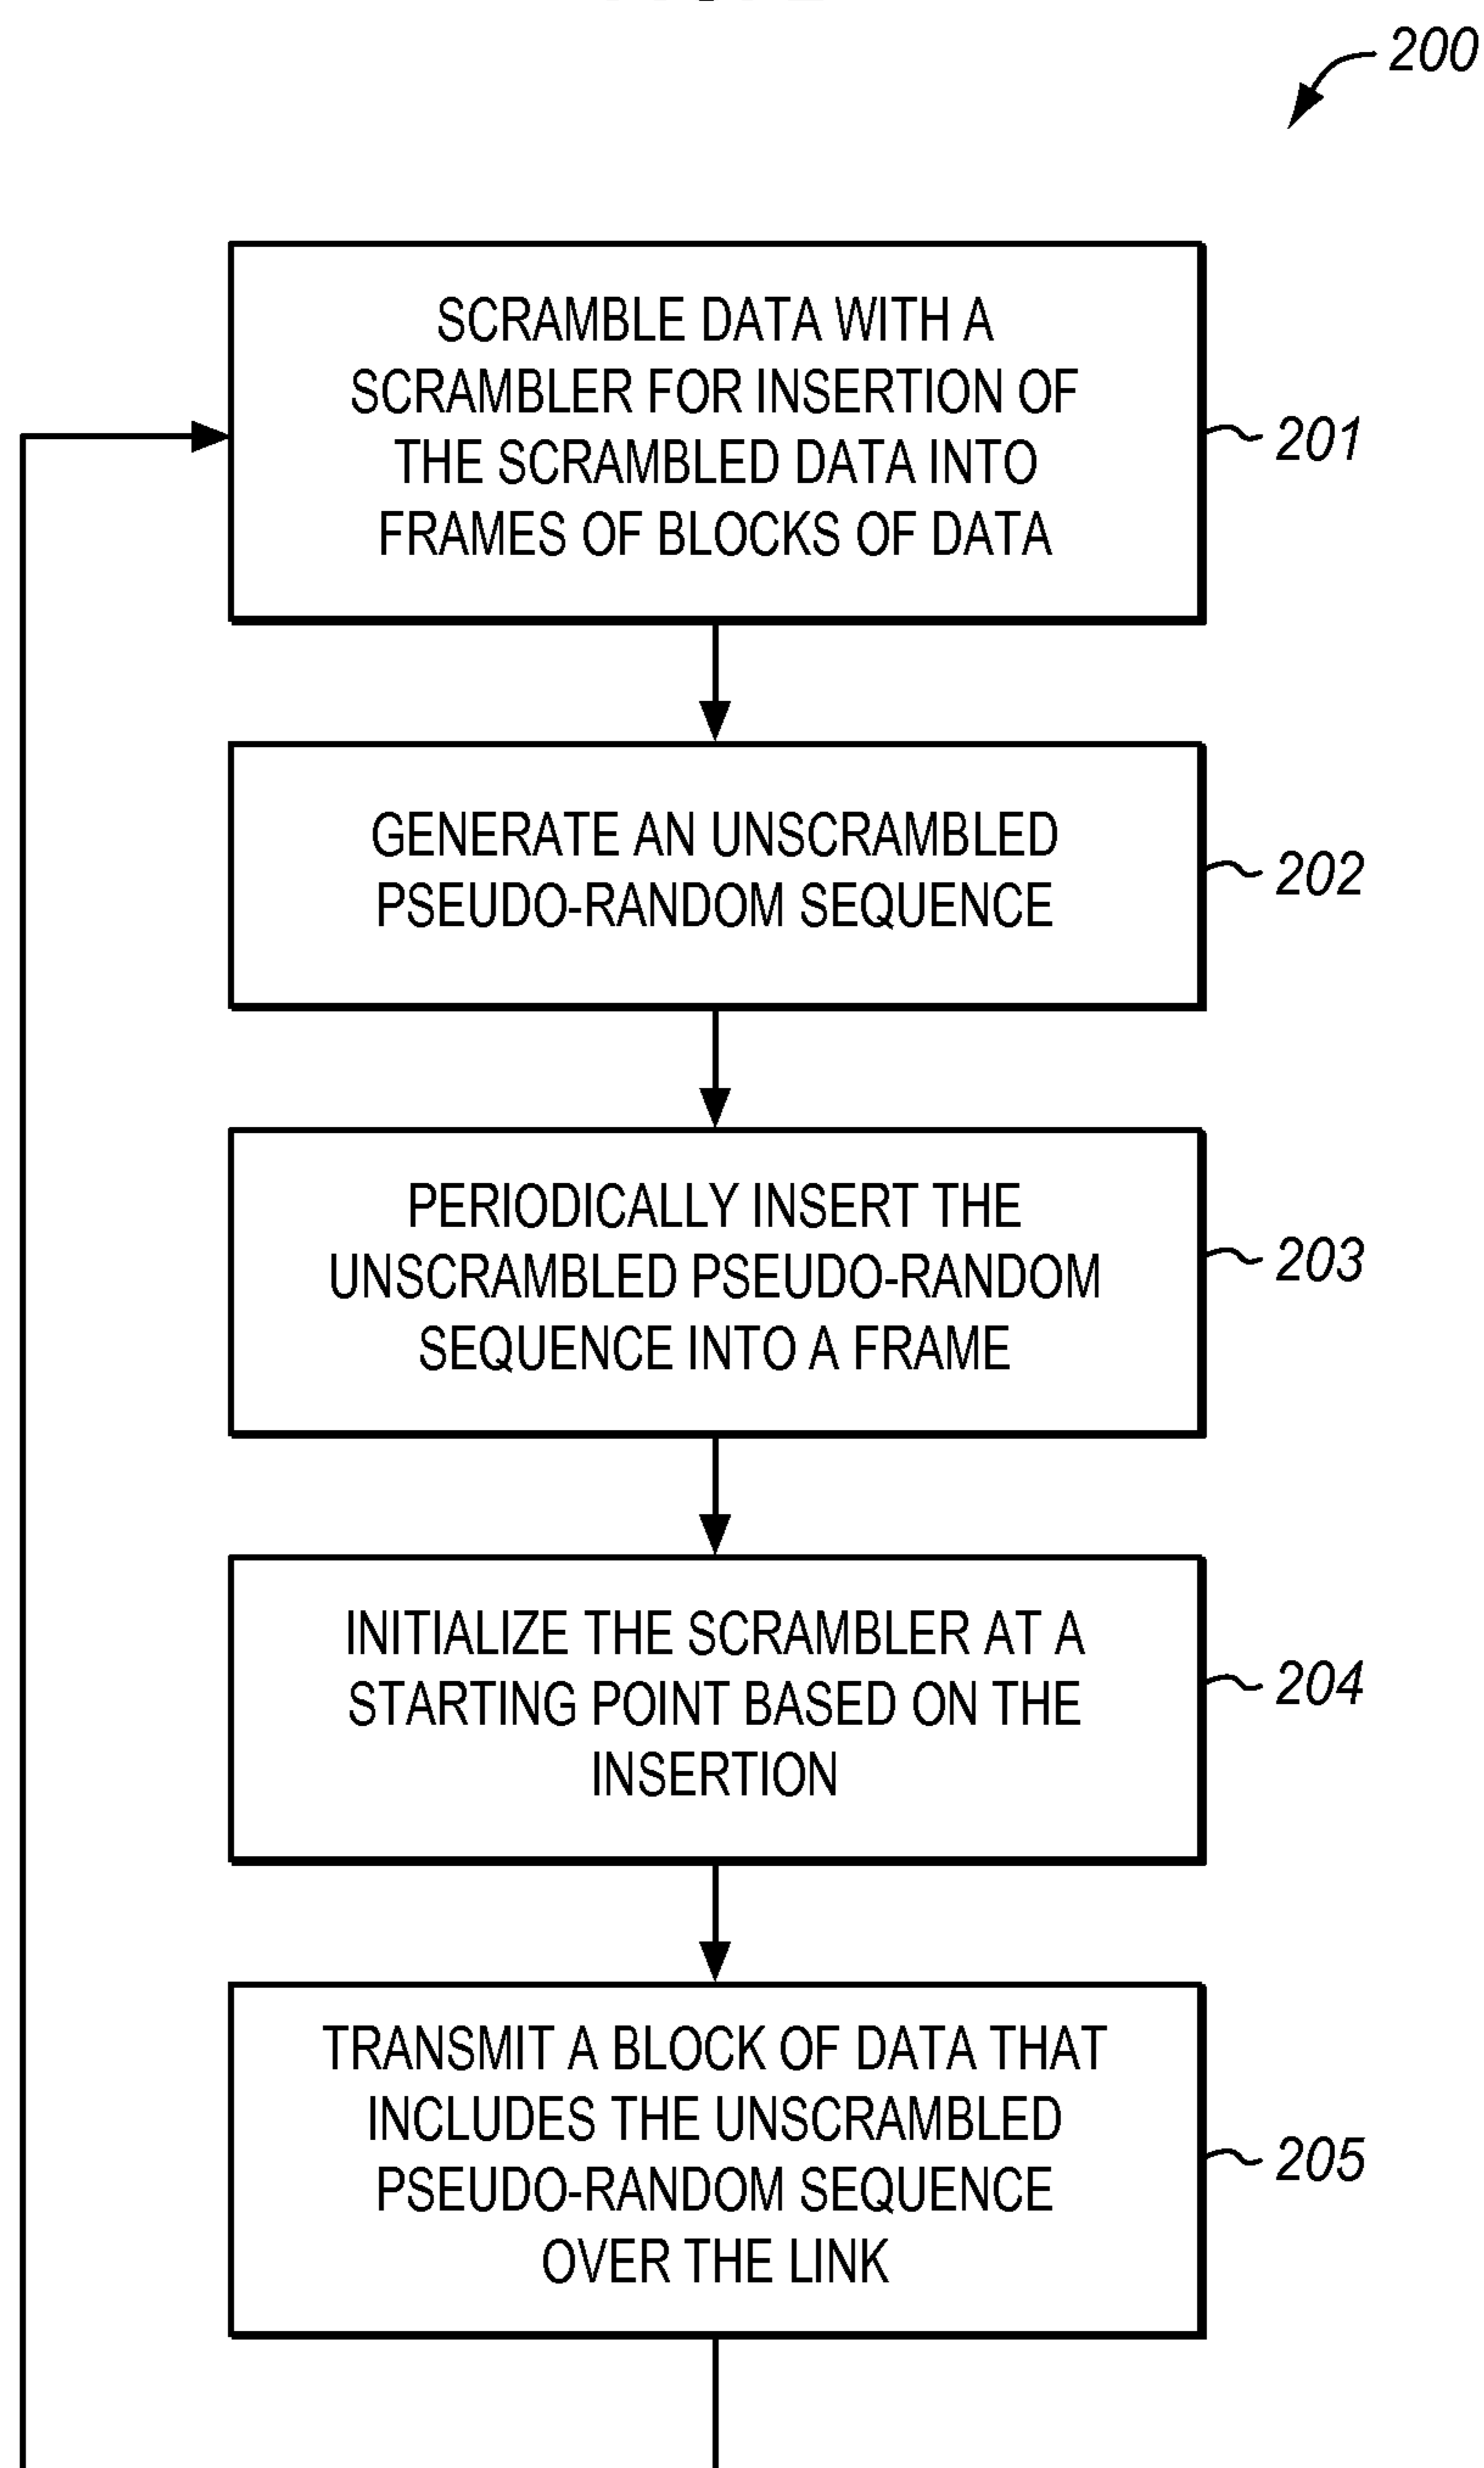 200
SCRAMBLE DATA WITH A
SCRAMBLER FOR INSERTION OF
THE SCRAMBLED DATA INTO
FRAMES OF BLOCKS OF DATA
201
GENERATE AN UNSCRAMBLED
PSEUDO-RANDOM SEQUENCE
202
PERIODICALLY INSERT THE
UNSCRAMBLED PSEUDO-RANDOM
SEQUENCE INTO A FRAME
203
INITIALIZE THE SCRAMBLER AT A
STARTING POINT BASED ON THE
INSERTION
204
TRANSMIT A BLOCK OF DATA THAT
INCLUDES THE UNSCRAMBLED
PSEUDO-RANDOM SEQUENCE
OVER THE LINK
205